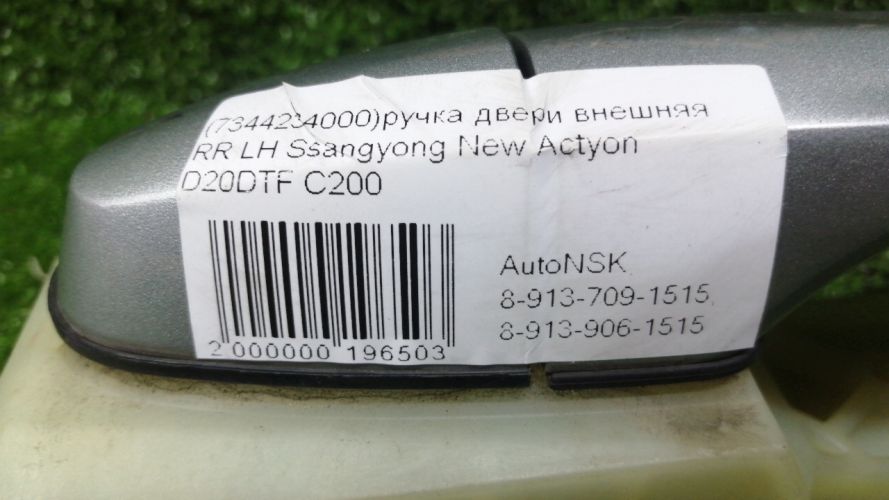 (7344234000)ручка двери внешняя
RR LH Ssangyong New Actyon
D20DTF C200
AutoNSK
8-913-709-1515,
8-913-906-1515
2 000000 196503